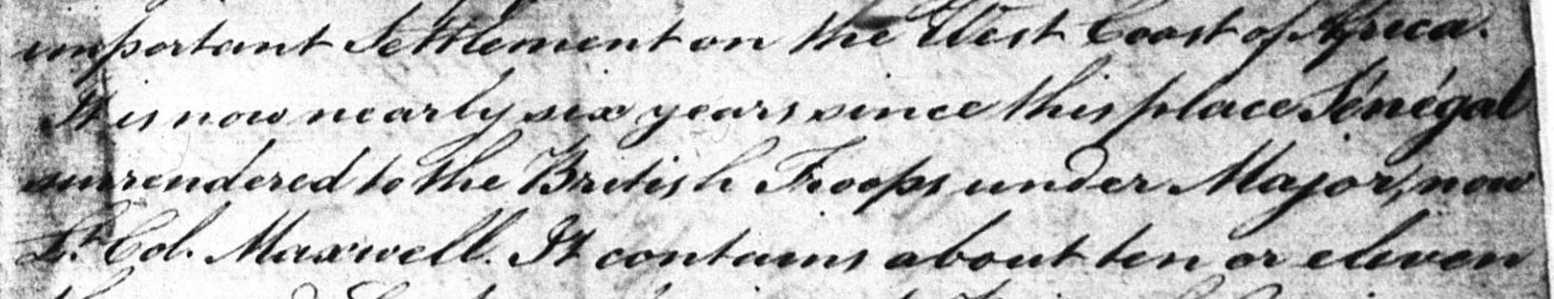 important Settlement on the West Coast of Africa.
It is now nearly six years since this place Sénégal
surrendered to the British Troops under Major, now
Lt. Col. Maxwell. It contains about ten or eleven